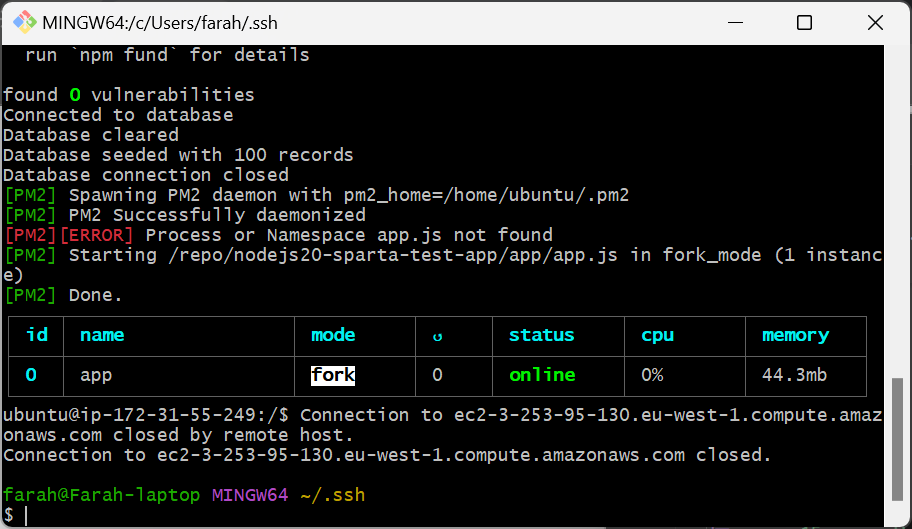 MINGW64:/c/Users/farah/.ssh
run `npm fund` for details
found 0 vulnerabilities
Connected to database
Database cleared
Database seeded with 100 records
Database connection closed
[PM2] Spawning PM2 daemon with pm2_home=/home/ubuntu/.pm2
[PM2] PM2 Successfully daemonized
[PM2][ERROR] Process or Namespace app.js not found
[PM2] Starting /repo/nodejs20-sparta-test-app/app/app.js in fork_mode (1 instanc
e)
[PM2] Done.
id name mode ↺ status cpu memory
0 app fork 0 online 0% 44.3mb
ubuntu@ip-172-31-55-249:/$ Connection to ec2-3-253-95-130.eu-west-1.compute.amaz
onaws.com closed by remote host.
Connection to ec2-3-253-95-130.eu-west-1.compute.amazonaws.com closed.
farah@Farah-laptop MINGW64 ~/.ssh
$